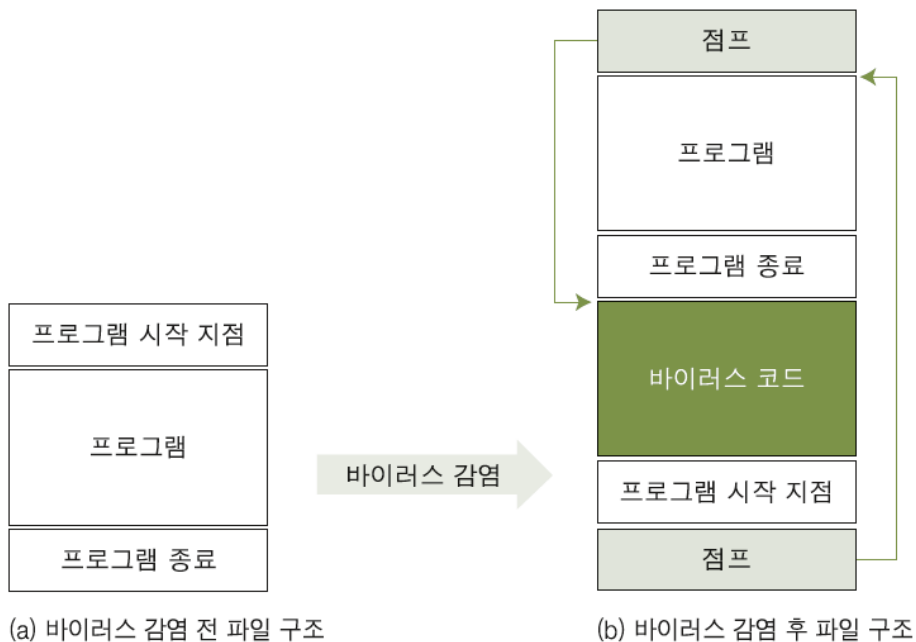 프로그램 시작 지점
프로그램
프로그램 종료
(a) 바이러스 감염 전 파일 구조
바이러스 감염
점프
프로그램
프로그램 종료
바이러스 코드
프로그램 시작 지점
점프
(b) 바이러스 감염 후 파일 구조